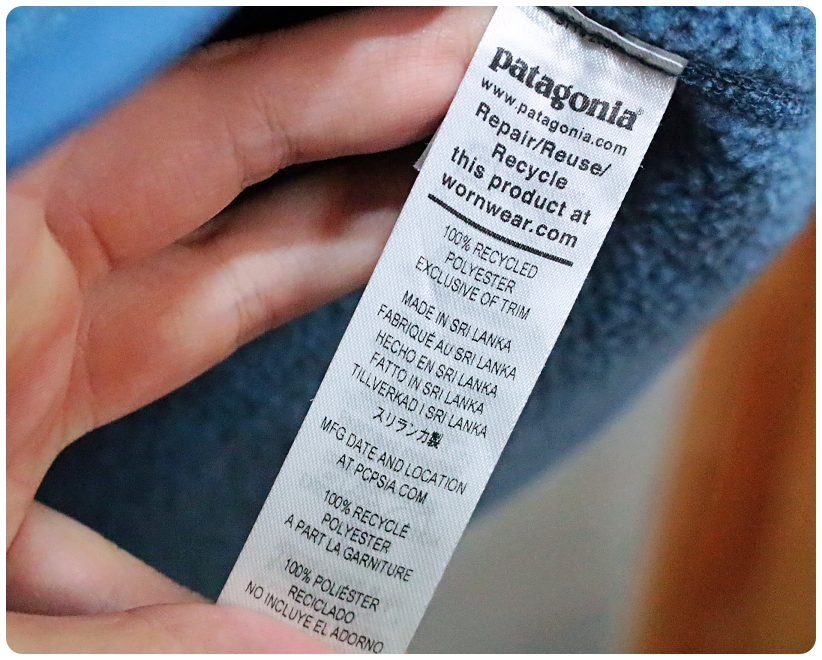 patagonia®
www.patagonia.com
Repair/Reuse/
Recycle
this product at
wornwear.com
100% RECYCLED
POLYESTER
EXCLUSIVE OF TRIM
MADE IN SRI LANKA
FABRIQUÉ AU SRI LANKA
HECHO EN SRI LANKA
FATTO IN SRI LANKA
TILLVERKAD I SRI LANKA
スリランカ製
MFG DATE AND LOCATION
AT PCPSIA.COM
100% RECYCLÉ
POLYESTER
A PART LA GARNITURE
100% POLIÉSTER
RECICLADO
NO INCLUYE EL ADORNO